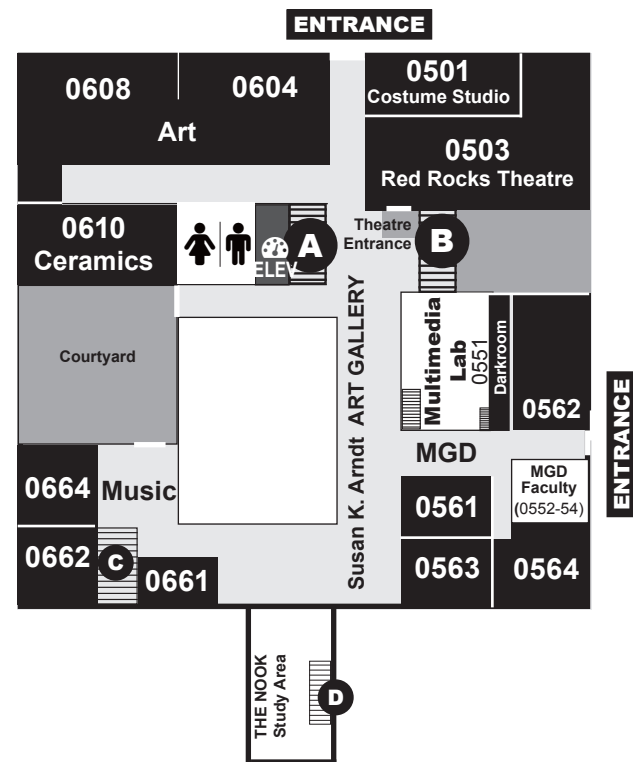 ENTRANCE
0608
0604
Art
0501
Costume Studio
0503
Red Rocks Theatre
0610
Ceramics
ELEV
A
Theatre
Entrance
B
Courtyard
Susan K. Arndt ART GALLERY
Multimedia
Lab
0551
Darkroom
0562
ENTRANCE
MGD
MGD
Faculty
(0552-54)
0664
Music
0561
0662
C
0661
0563
0564
THE NOOK
Study Area
D